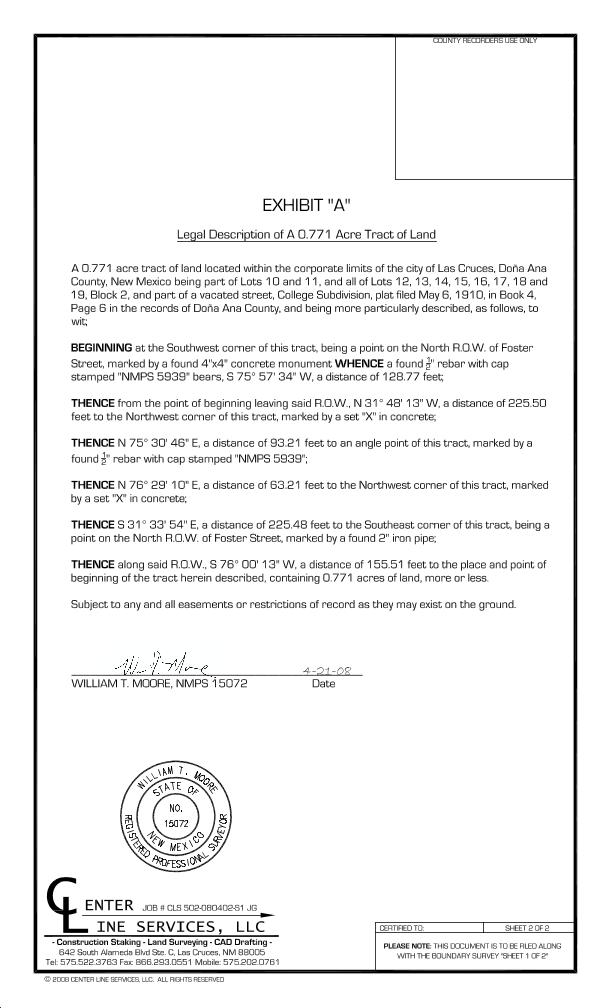 COUNTY RECORDERS USE ONLY
EXHIBIT "A"
Legal Description of A 0.771 Acre Tract of Land
A 0.771 acre tract of land located within the corporate limits of the city of Las Cruces, Doña Ana
County, New Mexico being part of Lots 10 and 11, and all of Lots 12, 13, 14, 15, 16, 17, 18 and
19, Block 2, and part of a vacated street, College Subdivision, plat filed May 6, 1910, in Book 4,
Page 6 in the records of Doña Ana County, and being more particularly described, as follows, to
wit;
BEGINNING at the Southwest corner of this tract, being a point on the North R.O.W. of Foster
Street, marked by a found 4"x4" concrete monument WHENCE a found ½" rebar with cap
stamped "NMPS 5939" bears, S 75° 57' 34" W, a distance of 128.77 feet;
THENCE from the point of beginning leaving said R.O.W., N 31° 48' 13" W, a distance of 225.50
feet to the Northwest corner of this tract, marked by a set "X" in concrete;
THENCE N 75° 30' 46" E, a distance of 93.21 feet to an angle point of this tract, marked by a
found ½" rebar with cap stamped "NMPS 5939";
THENCE N 76° 29' 10" E, a distance of 63.21 feet to the Northwest corner of this tract, marked
by a set "X" in concrete;
THENCE S 31° 33' 54" E, a distance of 225.48 feet to the Southeast corner of this tract, being a
point on the North R.O.W. of Foster Street, marked by a found 2" iron pipe;
THENCE along said R.O.W., S 76° 00' 13" W, a distance of 155.51 feet to the place and point of
beginning of the tract herein described, containing 0.771 acres of land, more or less.
Subject to any and all easements or restrictions of record as they may exist on the ground.
Wm T. Moore 4-21-08
WILLIAM T. MOORE, NMPS 15072 Date
WILLIAM T. MOORE
STATE OF
NO.
15072
NEW MEXICO
REGISTERED PROFESSIONAL SURVEYOR
CENTER JOB # CLS 502-080402-S1 JG
LINE SERVICES, LLC
- Construction Staking - Land Surveying - CAD Drafting -
642 South Alameda Blvd Ste. C, Las Cruces, NM 88005
Tel: 575.522.3763 Fax: 866.293.0551 Mobile: 575.202.0761
CERTIFIED TO: SHEET 2 OF 2
PLEASE NOTE: THIS DOCUMENT IS TO BE FILED ALONG
WITH THE BOUNDARY SURVEY "SHEET 1 OF 2"
© 2008 CENTER LINE SERVICES, LLC. ALL RIGHTS RESERVED